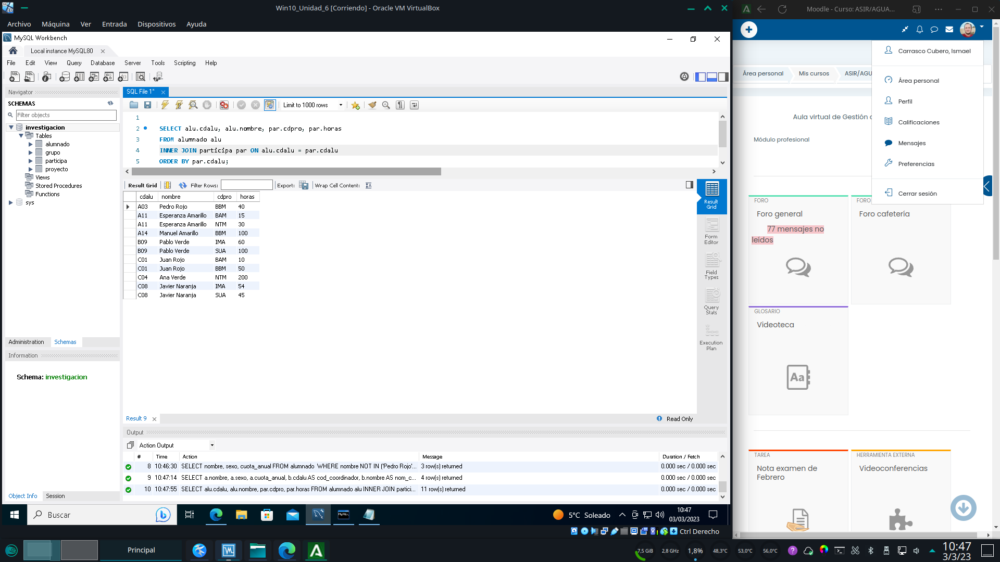 Win10_Unidad_6 [Corriendo] - Oracle VM VirtualBox
Archivo Máquina Ver Entrada Dispositivos Ayuda
MySQL Workbench
Local instance MySQL80
File Edit View Query Database Server Tools Scripting Help
Navigator
SCHEMAS
Filter objects
investigacion
Tables
alumnado
grupo
participa
proyecto
Views
Stored Procedures
Functions
sys
Administration Schemas
Information
Schema: investigacion
Object Info Session
SQL File 1*
Limit to 1000 rows
1
2 SELECT alu.cdalu, alu.nombre, par.cdpro, par.horas
3 FROM alumnado alu
4 INNER JOIN participa par ON alu.cdalu = par.cdalu
5 ORDER BY par.cdalu;
Result Grid Filter Rows: Export: Wrap Cell Content:
cdalu nombre cdpro horas
A03 Pedro Rojo BBM 40
A11 Esperanza Amarillo BAM 15
A11 Esperanza Amarillo NTM 30
A14 Manuel Amarillo BBM 100
B09 Pablo Verde IMA 60
B09 Pablo Verde SUA 100
C01 Juan Rojo BAM 10
C01 Juan Rojo BBM 50
C04 Ana Verde NTM 200
C08 Javier Naranja IMA 54
C08 Javier Naranja SUA 45
Result Grid
Form Editor
Field Types
Query Stats
Execution Plan
Result 9
Read Only
Output
Action Output
# Time Action Message Duration / Fetch
8 10:46:30 SELECT nombre, sexo, cuota_anual FROM alumnado WHERE nombre NOT IN ('Pedro Rojo'... 3 row(s) returned 0.000 sec / 0.000 sec
9 10:47:14 SELECT a.nombre, a.sexo, a.cuota_anual, b.cdalu AS cod_coordinador, b.nombre AS nom_c... 4 row(s) returned 0.000 sec / 0.000 sec
10 10:47:55 SELECT alu.cdalu, alu.nombre, par.cdpro, par.horas FROM alumnado alu INNER JOIN partici... 11 row(s) returned 0.000 sec / 0.000 sec
Buscar
5°C Soleado
10:47
03/03/2023
Ctrl Derecho
Moodle - Curso: ASIR/AGUA...
Carrasco Cubero, Ismael
Área personal
Perfil
Calificaciones
Mensajes
Preferencias
Cerrar sesión
Área personal Mis cursos ASIR/AGU
Aula virtual de Gestión
Módulo profesional
FORO
Foro general
77 mensajes no
leídos
FORO
Foro cafetería
GLOSARIO
Videoteca
Aa
TAREA
Nota examen de
Febrero
HERRAMIENTA EXTERNA
Videoconferencias
Principal
7,5 GiB 2,8 GHz 1,8% 48,3°C 53,0°C 56,0°C
10:47
3/3/23